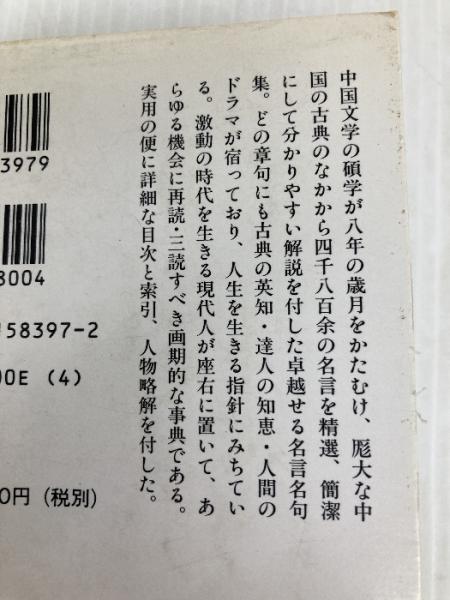 中国文学の碩学が八年の歳月をかたむけ、厖大な中
国の古典のなかから四千八百余の名言を精選、簡潔
にして分かりやすい解説を付した卓越せる名言名句
集。どの章句にも古典の英知・達人の知恵・人間の
ドラマが宿っており、人生を生きる指針にみちてい
る。激動の時代を生きる現代人が座右に置いて、あ
らゆる機会に再読・三読すべき画期的な事典である。
実用の便に詳細な目次と索引、人物略解を付した。
3979
8004
58397-2
00E (4)
0円（税別）